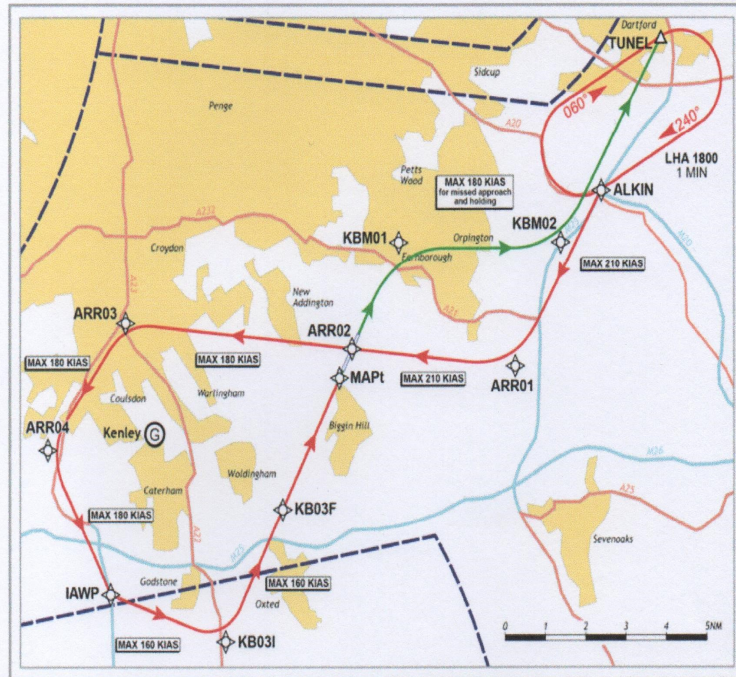 Dartford
TUNEL
Sidcup
060°
240°
Penge
A20
LHA 1800
1 MIN
Petts
Wood
MAX 180 KIAS
for missed approach
and holding
ALKIN
A232
KBM02
M25
M20
KBM01
Orpington
Croydon
Farnborough
MAX 210 KIAS
A23
New
Addington
A21
ARR03
ARR02
MAX 180 KIAS
MAX 180 KIAS
MAX 210 KIAS
ARR01
MAPt
Coulsdon
Warlingham
ARR04
Kenley
G
Biggin Hill
M26
Woldingham
Caterham
A25
KB03F
MAX 180 KIAS
A22
M25
Sevenoaks
Godstone
MAX 160 KIAS
IAWP
Oxted
MAX 160 KIAS
KB03I
0 1 2 3 4 5NM